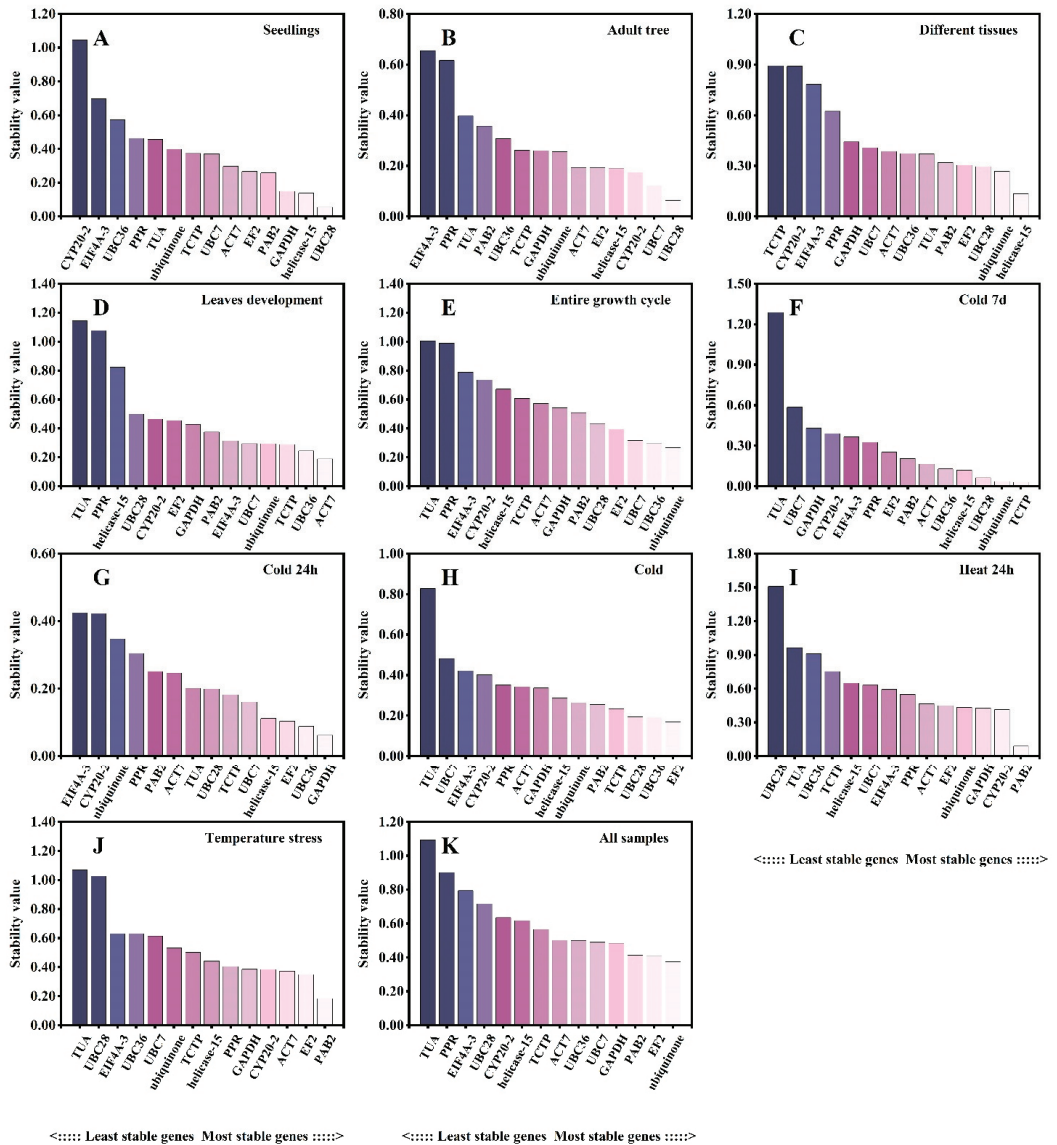 A
Seedlings
Stability value
1.20
1.00
0.80
0.60
0.40
0.20
0.00
CYP20-2
EIF4A-3
UBC36
PPR
TUA
ubiquinone
TCTP
UBC7
ACT7
EF2
PAB2
GAPDH
helicase-15
UBC28
B
Adult tree
Stability value
0.80
0.60
0.40
0.20
0.00
EIF4A-3
PPR
TUA
PAB2
UBC36
TCTP
GAPDH
ubiquinone
ACT7
EF2
helicase-15
CYP20-2
UBC7
UBC28
C
Different tissues
Stability value
1.20
0.90
0.60
0.30
0.00
TCTP
CYP20-2
EIF4A-3
PPR
GAPDH
UBC7
ACT7
UBC36
TUA
PAB2
EF2
UBC28
ubiquinone
helicase-15
D
Leaves development
Stability value
1.40
1.20
1.00
0.80
0.60
0.40
0.20
0.00
TUA
PPR
helicase-15
UBC28
CYP20-2
EF2
GAPDH
PAB2
EIF4A-3
UBC7
ubiquinone
TCTP
UBC36
ACT7
E
Entire growth cycle
Stability value
1.40
1.20
1.00
0.80
0.60
0.40
0.20
0.00
TUA
PPR
EIF4A-3
CYP20-2
helicase-15
TCTP
ACT7
GAPDH
PAB2
UBC28
EF2
UBC7
UBC36
ubiquinone
F
Cold 7d
Stability value
1.50
1.20
0.90
0.60
0.30
0.00
TUA
UBC7
GAPDH
CYP20-2
EIF4A-3
PPR
EF2
PAB2
ACT7
UBC36
helicase-15
UBC28
ubiquinone
TCTP
G
Cold 24h
Stability value
0.60
0.40
0.20
0.00
EIF4A-3
CYP20-2
ubiquinone
PPR
PAB2
ACT7
TUA
UBC28
TCTP
UBC7
helicase-15
EF2
UBC36
GAPDH
H
Cold
Stability value
1.00
0.80
0.60
0.40
0.20
0.00
TUA
UBC7
EIF4A-3
CYP20-2
PPR
ACT7
GAPDH
helicase-15
ubiquinone
PAB2
TCTP
UBC28
UBC36
EF2
I
Heat 24h
Stability value
1.80
1.50
1.20
0.90
0.60
0.30
0.00
UBC28
TUA
UBC36
TCTP
helicase-15
UBC7
EIF4A-3
PPR
ACT7
EF2
ubiquinone
GAPDH
CYP20-2
PAB2
J
Temperature stress
Stability value
1.40
1.20
1.00
0.80
0.60
0.40
0.20
0.00
TUA
UBC28
EIF4A-3
UBC36
UBC7
ubiquinone
TCTP
helicase-15
PPR
GAPDH
CYP20-2
ACT7
EF2
PAB2
K
All samples
Stability value
1.20
1.00
0.80
0.60
0.40
0.20
0.00
TUA
PPR
EIF4A-3
UBC28
CYP20-2
helicase-15
TCTP
ACT7
UBC36
UBC7
GAPDH
PAB2
EF2
ubiquinone
<::::: Least stable genes Most stable genes :::::>
<::::: Least stable genes Most stable genes :::::>
<::::: Least stable genes Most stable genes :::::>